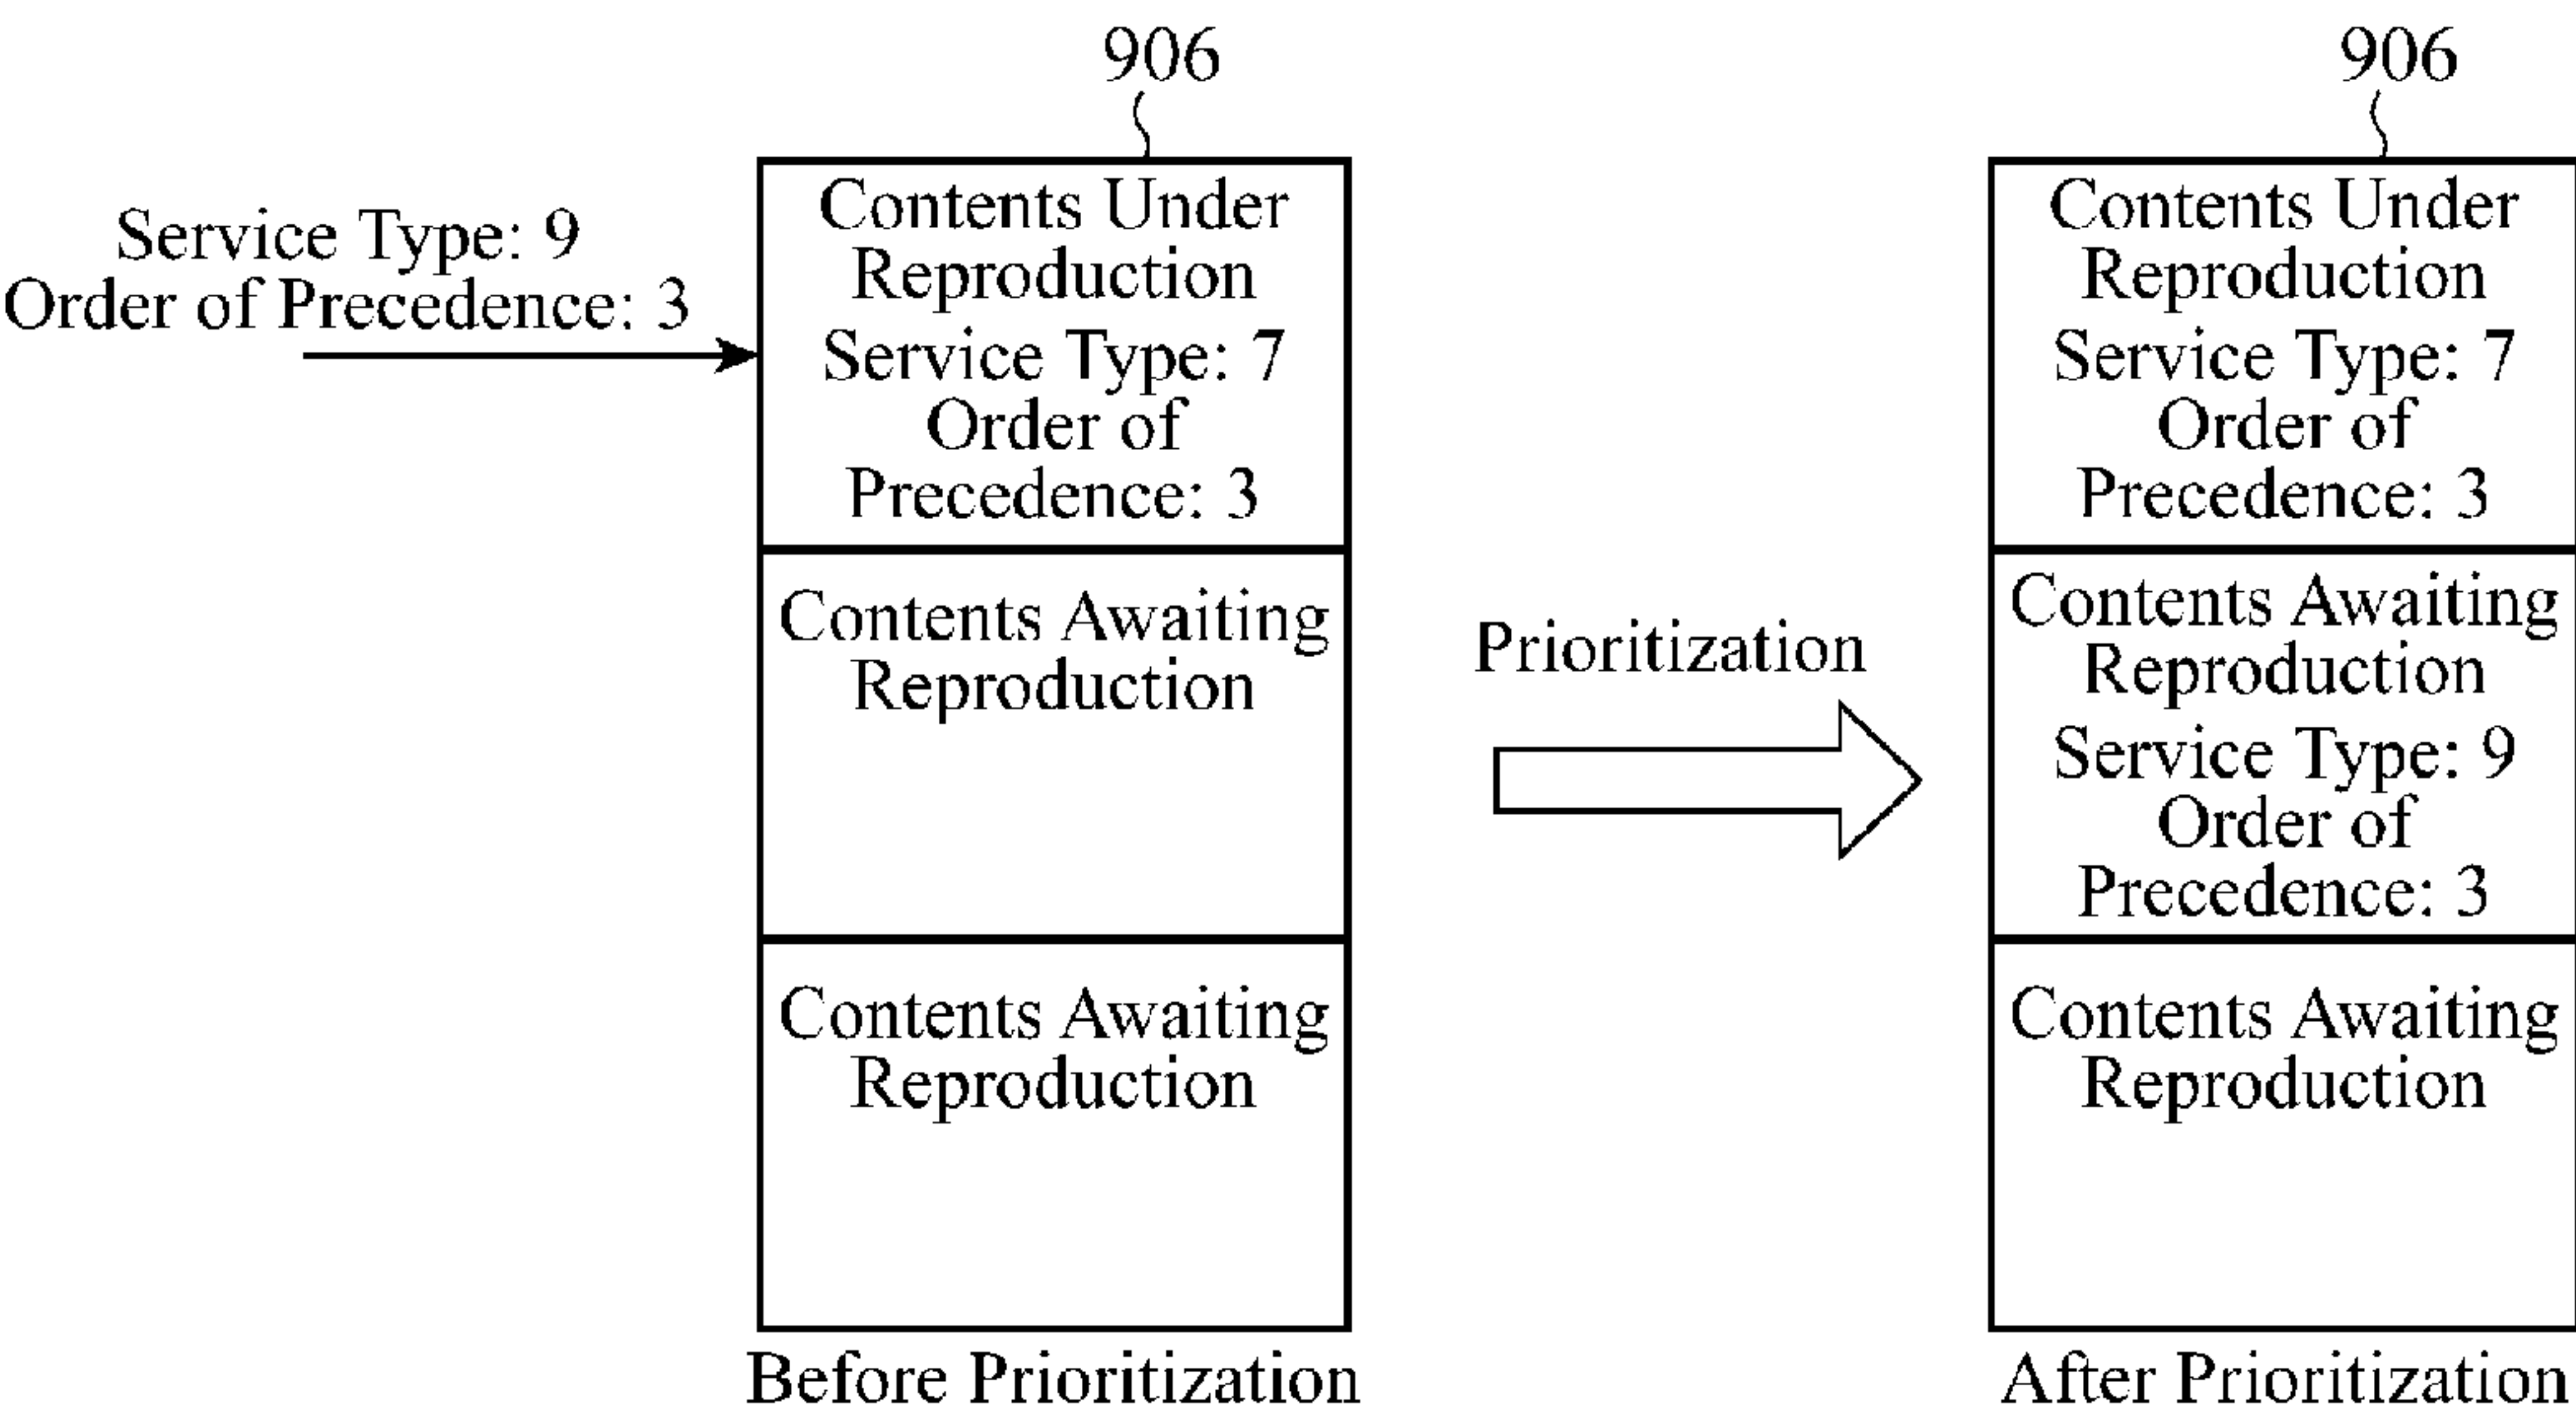 906
906
Service Type: 9
Order of Precedence: 3
Contents Under
Reproduction
Service Type: 7
Order of
Precedence: 3
Contents Awaiting
Reproduction
Contents Awaiting
Reproduction
Before Prioritization
Prioritization
Contents Under
Reproduction
Service Type: 7
Order of
Precedence: 3
Contents Awaiting
Reproduction
Service Type: 9
Order of
Precedence: 3
Contents Awaiting
Reproduction
After Prioritization